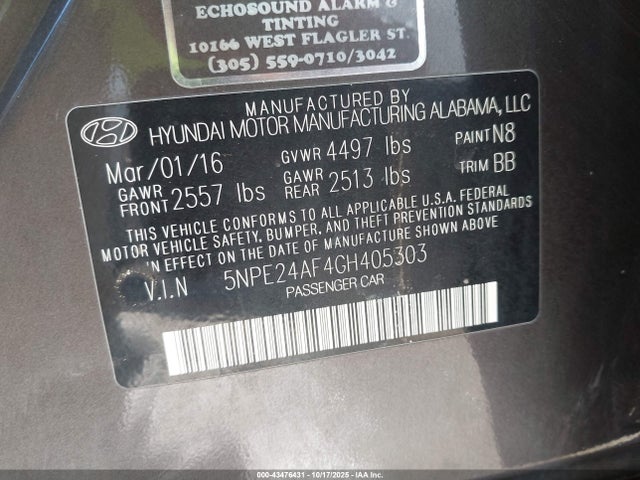 ECHOSOUND ALARM &
TINTING
10166 WEST FLAGLER ST.
(305) 559-0710/3042
MANUFACTURED BY
HYUNDAI MOTOR MANUFACTURING ALABAMA, LLC
Mar/01/16 GVWR 4497 lbs PAINT N8
GAWR FRONT 2557 lbs GAWR REAR 2513 lbs TRIM BB
THIS VEHICLE CONFORMS TO ALL APPLICABLE U.S.A. FEDERAL
MOTOR VEHICLE SAFETY, BUMPER, AND THEFT PREVENTION STANDARDS
IN EFFECT ON THE DATE OF MANUFACTURE SHOWN ABOVE.
V.I.N 5NPE24AF4GH405303
PASSENGER CAR
000-43476431 - 10/17/2025 - IAA Inc.